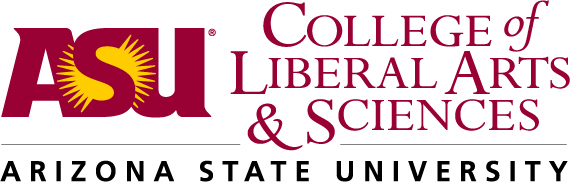 ASU®
College of
Liberal Arts
& Sciences
ARIZONA STATE UNIVERSITY